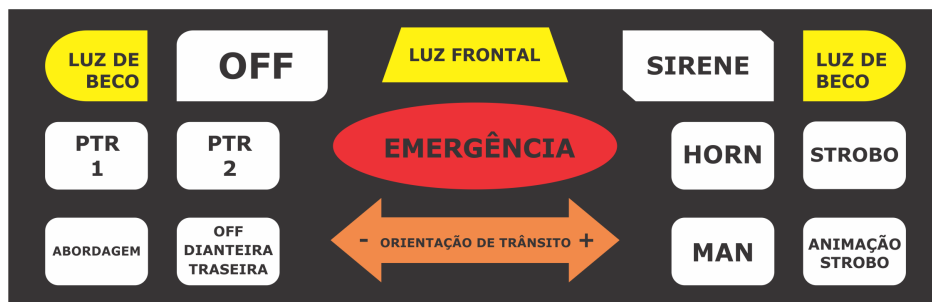 LUZ DE
BECO
OFF
LUZ FRONTAL
SIRENE
LUZ DE
BECO
PTR
1
PTR
2
EMERGÊNCIA
HORN
STROBO
ABORDAGEM
OFF
DIANTEIRA
TRASEIRA
- ORIENTAÇÃO DE TRÂNSITO +
MAN
ANIMAÇÃO
STROBO